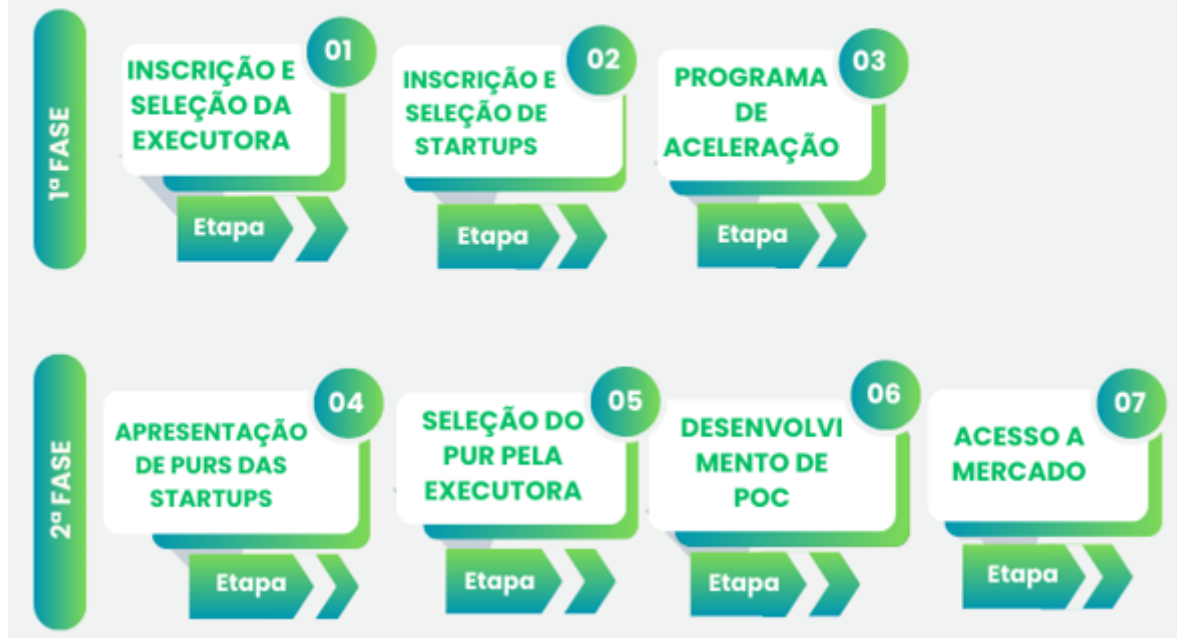 1ª FASE
01
INSCRIÇÃO E
SELEÇÃO DA
EXECUTORA
Etapa
02
INSCRIÇÃO E
SELEÇÃO DE
STARTUPS
Etapa
03
PROGRAMA
DE
ACELERAÇÃO
Etapa
2ª FASE
04
APRESENTAÇÃO
DE PURS DAS
STARTUPS
Etapa
05
SELEÇÃO DO
PUR PELA
EXECUTORA
Etapa
06
DESENVOLVI
MENTO DE
POC
Etapa
07
ACESSO A
MERCADO
Etapa